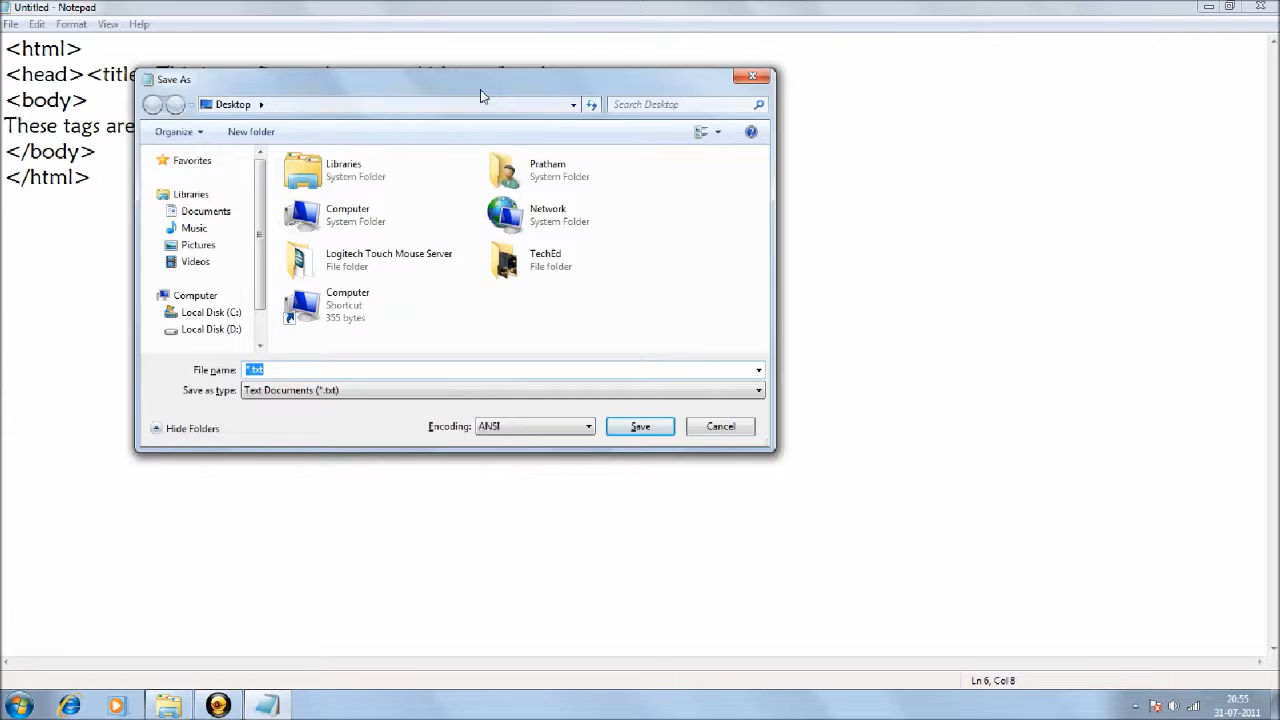 Untitled - Notepad
File Edit Format View Help
<html>
<head><title
<body>
These tags are
</body>
</html>
Save As
Desktop
Search Desktop
Organize New folder
Favorites
Libraries
Documents
Music
Pictures
Videos
Computer
Local Disk (C:)
Local Disk (D:)
Libraries
System Folder
Pratham
System Folder
Computer
System Folder
Network
System Folder
Logitech Touch Mouse Server
File folder
TechEd
File folder
Computer
Shortcut
355 bytes
File name: *.txt
Save as type: Text Documents (*.txt)
Hide Folders
Encoding: ANSI
Save
Cancel
Ln 6, Col 8
20:55
31-07-2011